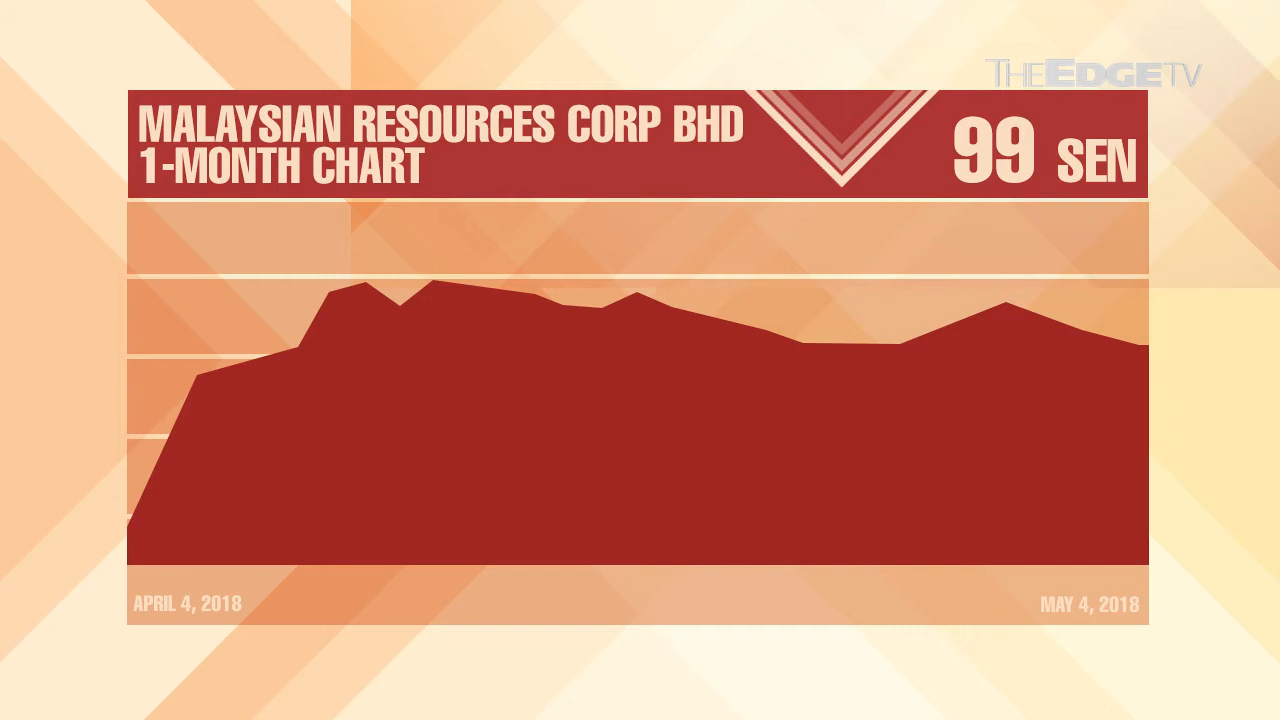 THEEDGETV
MALAYSIAN RESOURCES CORP BHD
1-MONTH CHART
99 SEN
APRIL 4, 2018
MAY 4, 2018